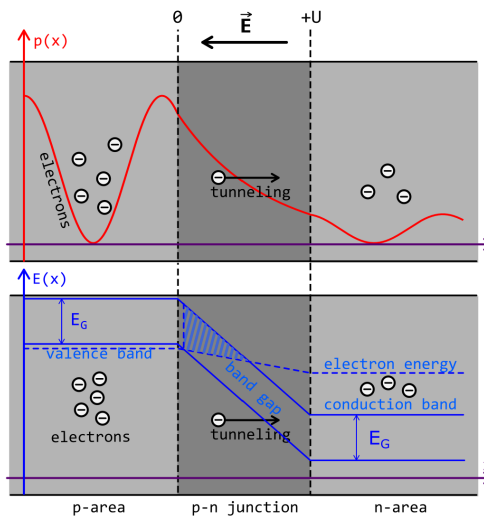 0
+U
E
p(x)
electrons
tunneling
E(x)
E_G
valence band
electron energy
band gap
conduction band
electrons
tunneling
E_G
p-area
p-n junction
n-area